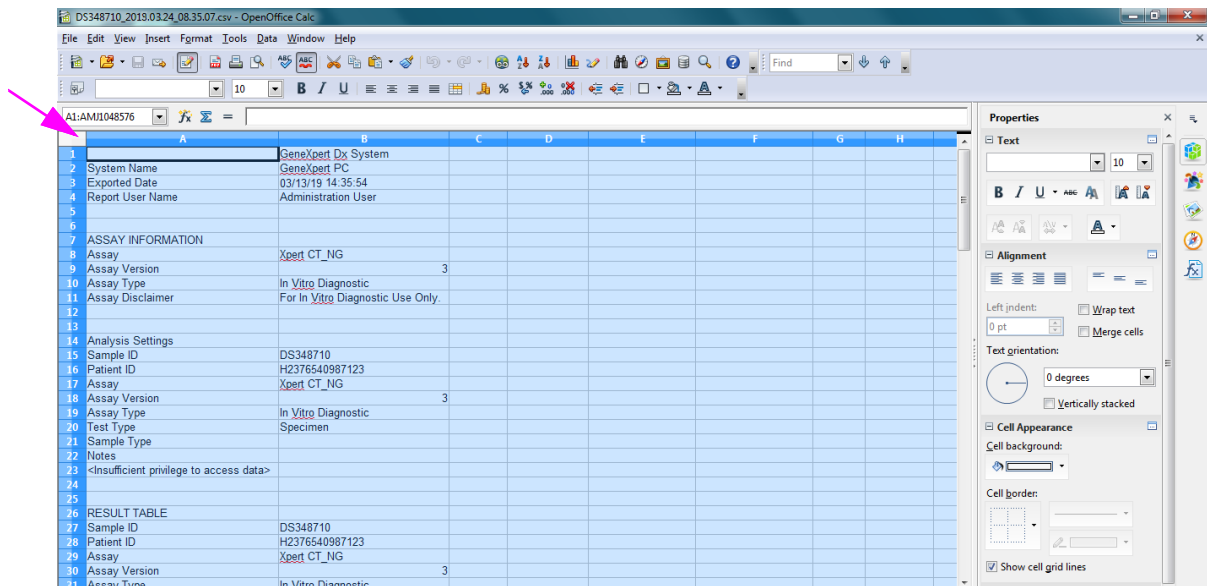 DS348710_2019.03.24_08.35.07.csv - OpenOffice Calc
File Edit View Insert Format Tools Data Window Help
Find
10
A1:AMJ1048576
A B C D E F G H
1 GeneXpert Dx System
2 System Name GeneXpert PC
3 Exported Date 03/13/19 14:35:54
4 Report User Name Administration User
5
6
7 ASSAY INFORMATION
8 Assay Xpert CT_NG
9 Assay Version 3
10 Assay Type In Vitro Diagnostic
11 Assay Disclaimer For In Vitro Diagnostic Use Only.
12
13
14 Analysis Settings
15 Sample ID DS348710
16 Patient ID H2376540987123
17 Assay Xpert CT_NG
18 Assay Version 3
19 Assay Type In Vitro Diagnostic
20 Test Type Specimen
21 Sample Type
22 Notes
23 <Insufficient privilege to access data>
24
25
26 RESULT TABLE
27 Sample ID DS348710
28 Patient ID H2376540987123
29 Assay Xpert CT_NG
30 Assay Version 3
31 Assay Type In Vitro Diagnostic
Properties
Text
10
Alignment
Left indent:
Wrap text
0 pt
Merge cells
Text orientation:
0 degrees
Vertically stacked
Cell Appearance
Cell background:
Cell border:
Show cell grid lines